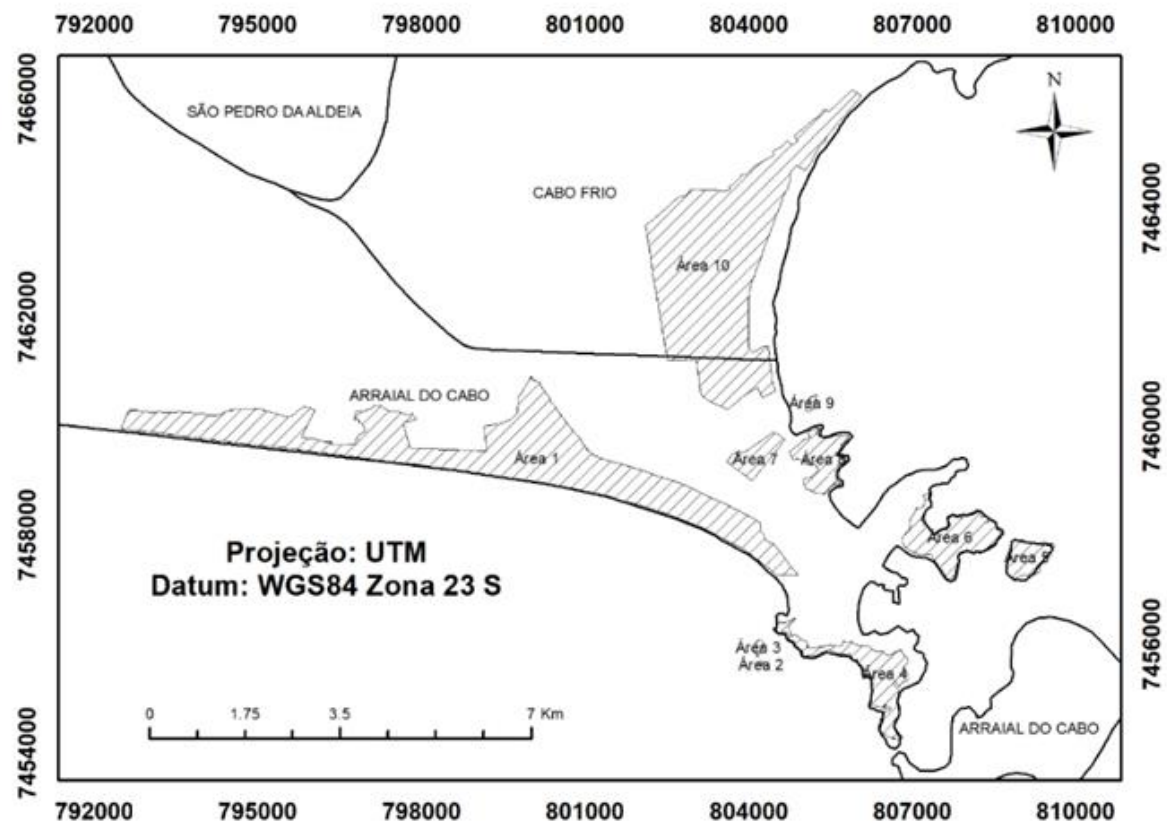 792000 795000 798000 801000 804000 807000 810000
7466000
N
SÃO PEDRO DA ALDEIA
CABO FRIO
7464000
Área 10
7462000
ARRAIAL DO CABO
Área 9
7460000
Área 1
Área 7
Área
Projeção: UTM
Datum: WGS84 Zona 23 S
7458000
Área 6
Área 5
Área 3
Área 2
7456000
Área 4
0 1.75 3.5 7 Km
ARRAIAL DO CABO
7454000
792000 795000 798000 801000 804000 807000 810000